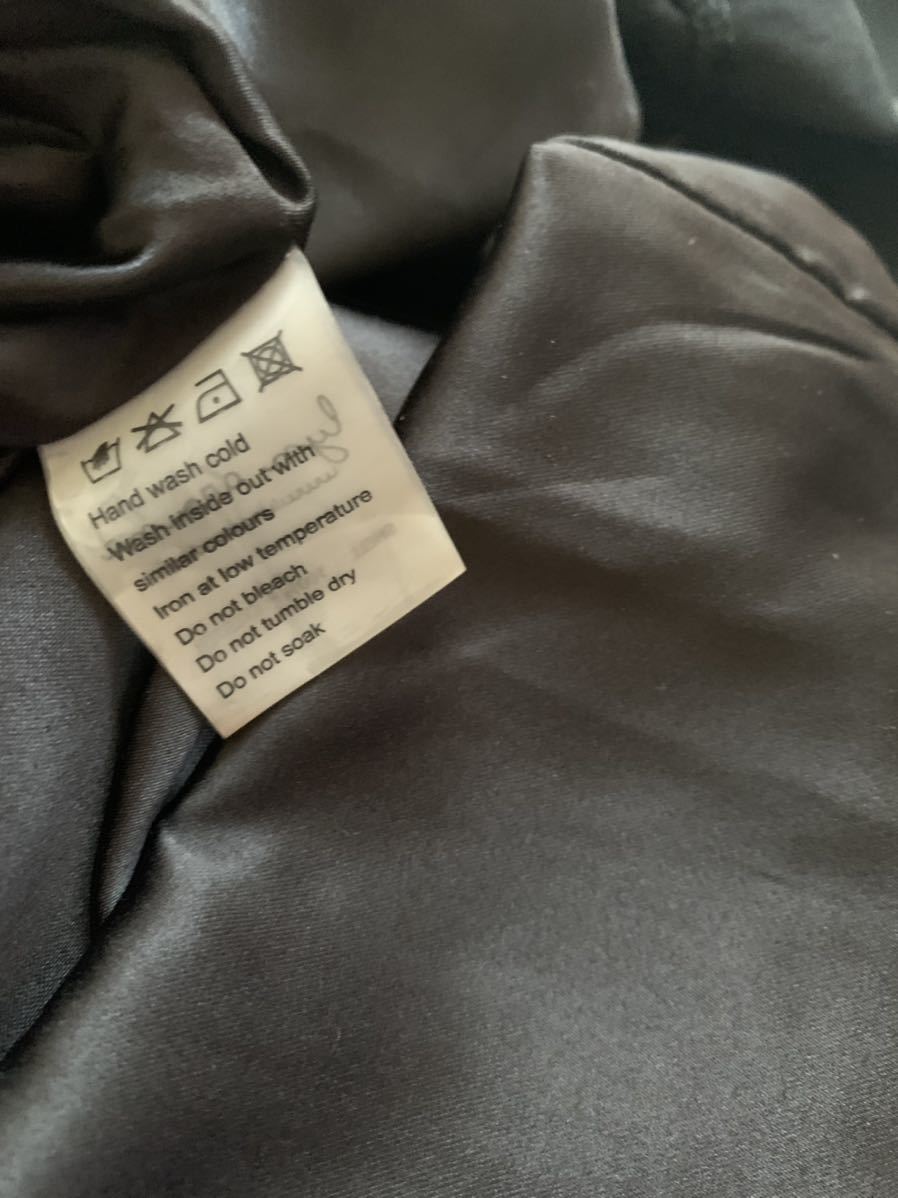 Hand wash cold
Wash inside out with
similar colours
Iron at low temperature
Do not bleach
Do not tumble dry
Do not soak